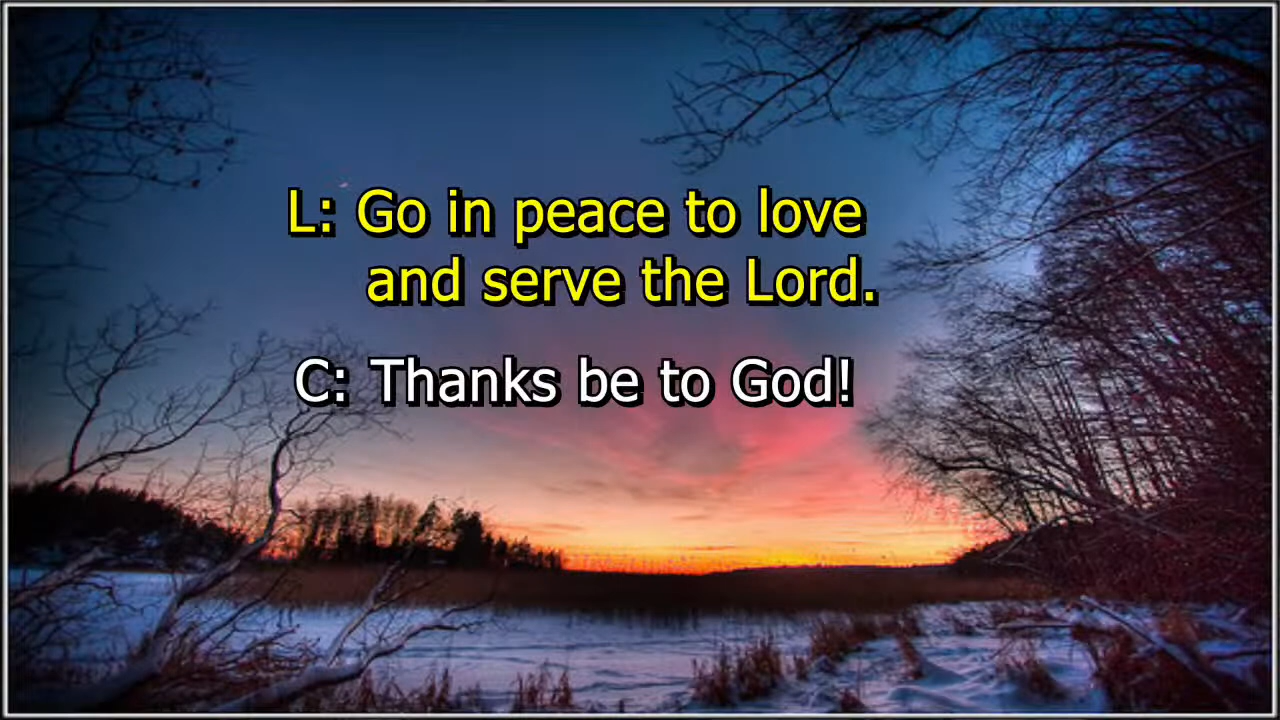 L: Go in peace to love
and serve the Lord.
C: Thanks be to God!